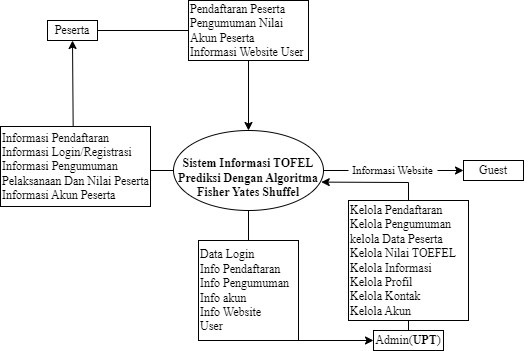 Pendaftaran Peserta
Pengumuman Nilai
Akun Peserta
Informasi Website User
Peserta
Informasi Pendaftaran
Informasi Login/Registrasi
Informasi Pengumuman
Pelaksanaan Dan Nilai Peserta
Informasi Akun Peserta
Sistem Informasi TOFEL
Prediksi Dengan Algoritma
Fisher Yates Shuffel
Informasi Website
Guest
Kelola Pendaftaran
Kelola Pengumuman
kelola Data Peserta
Kelola Nilai TOEFEL
Kelola Informasi
Kelola Profil
Kelola Kontak
Kelola Akun
Data Login
Info Pendaftaran
Info Pengumuman
Info akun
Info Website
User
Admin(UPT)